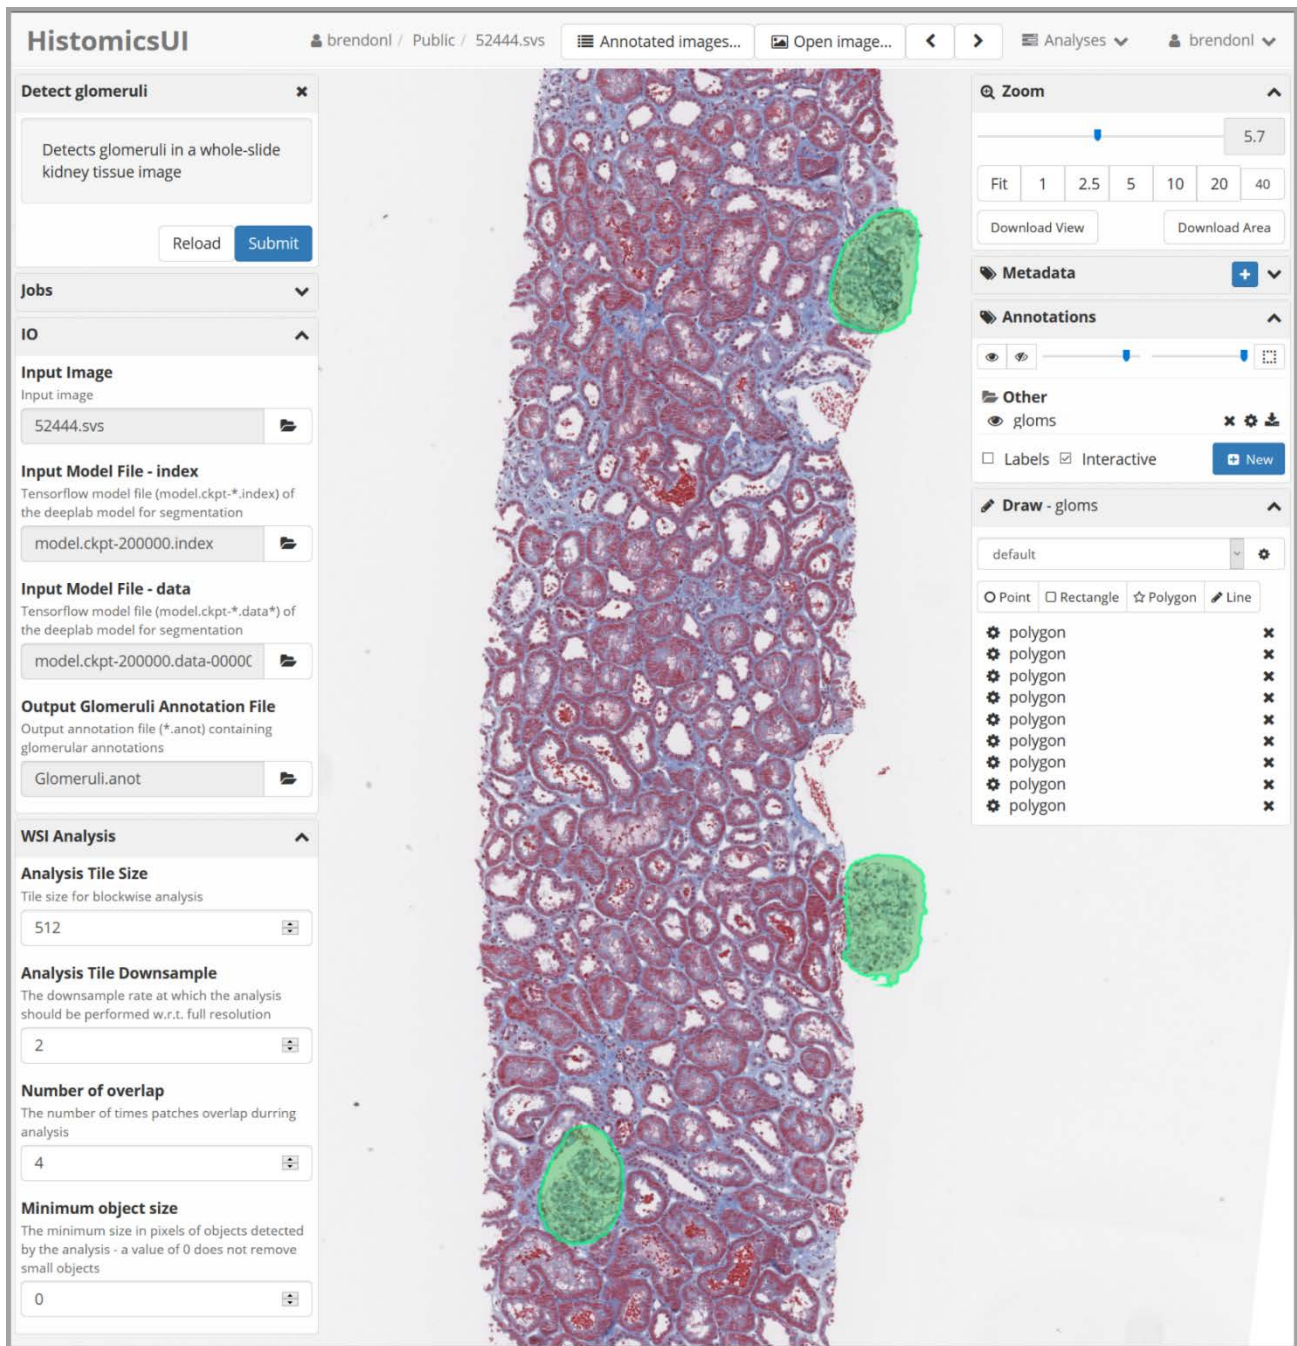 HistomicsUI
brendonl / Public / 52444.svs
Annotated images...
Open image...
Analyses
brendonl
Detect glomeruli
Detects glomeruli in a whole-slide
kidney tissue image
Reload
Submit
Jobs
IO
Input Image
Input image
52444.svs
Input Model File - index
Tensorflow model file (model.ckpt-*.index) of
the deeplab model for segmentation
model.ckpt-200000.index
Input Model File - data
Tensorflow model file (model.ckpt-*.data*) of
the deeplab model for segmentation
model.ckpt-200000.data-0000
Output Glomeruli Annotation File
Output annotation file (*.anot) containing
glomerular annotations
Glomeruli.anot
WSI Analysis
Analysis Tile Size
Tile size for blockwise analysis
512
Analysis Tile Downsample
The downsample rate at which the analysis
should be performed w.r.t. full resolution
2
Number of overlap
The number of times patches overlap durring
analysis
4
Minimum object size
The minimum size in pixels of objects detected
by the analysis - a value of 0 does not remove
small objects
0
Zoom
5.7
Fit 1 2.5 5 10 20 40
Download View
Download Area
Metadata
Annotations
Other
gloms
Labels Interactive
New
Draw - gloms
default
Point Rectangle Polygon Line
polygon
polygon
polygon
polygon
polygon
polygon
polygon
polygon
polygon